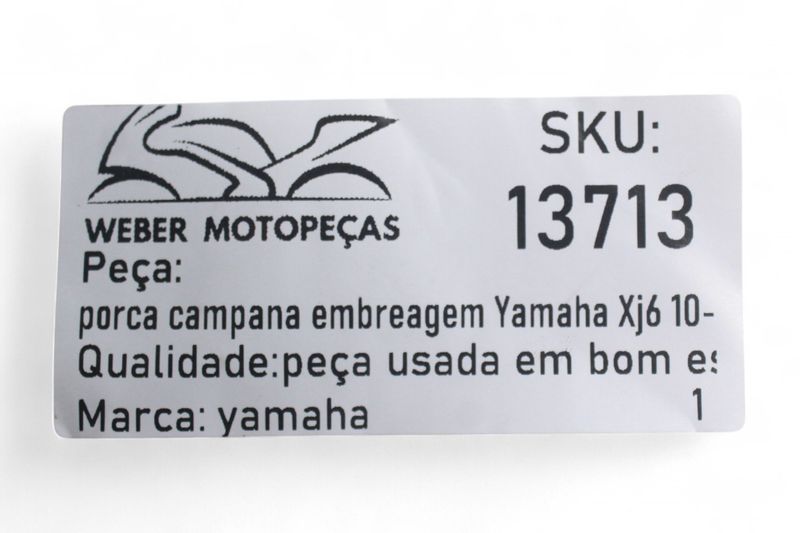 WEBER MOTOPEÇAS
SKU:
13713
Peça:
porca campana embreagem Yamaha Xj6 10-
Qualidade:peça usada em bom es
Marca: yamaha
1